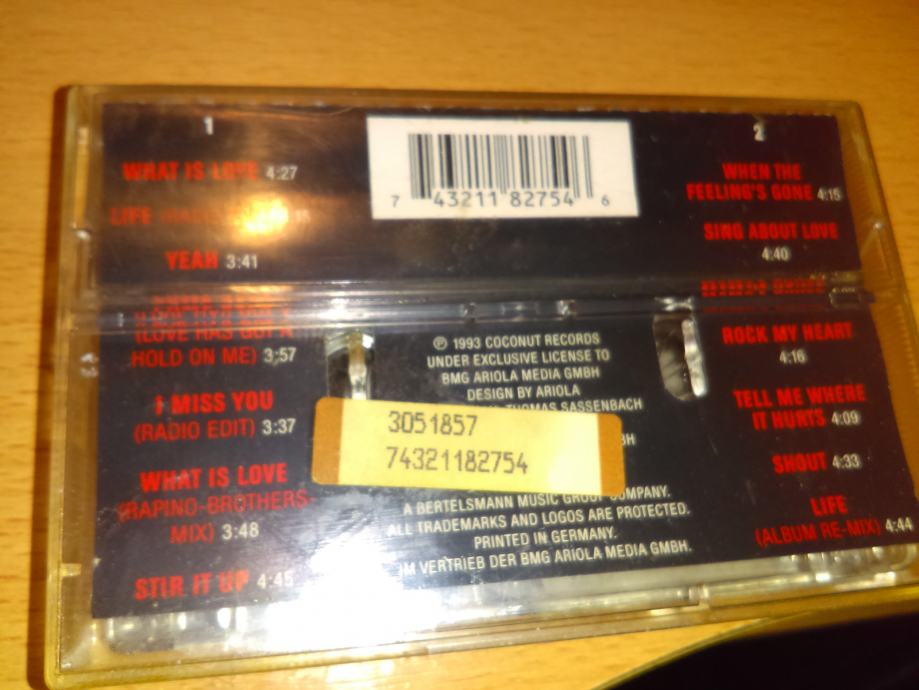 1
WHAT IS LOVE 4:27
LIFE
YEAH 3:41
(LOVE HAS GOT A
HOLD ON ME) 3;57
I MISS YOU
(RADIO EDIT) 3:37
WHAT IS LOVE
(RAPINO-BROTHERS-
MIX) 3:48
STIR IT UP 4:45
7 43211 82754 6
℗ 1993 COCONUT RECORDS
UNDER EXCLUSIVE LICENSE TO
BMG ARIOLA MEDIA GMBH
DESIGN BY ARIOLA
THOMAS SASSENBACH
3051857
74321182754
A BERTELSMANN MUSIC GROUP COMPANY.
ALL TRADEMARKS AND LOGOS ARE PROTECTED.
PRINTED IN GERMANY.
IM VERTRIEB DER BMG ARIOLA MEDIA GMBH.
2
WHEN THE
FEELING'S GONE 4:15
SING ABOUT LOVE
4:40
ROCK MY HEART
4:16
TELL ME WHERE
IT HURTS 4:09
SHOUT 4:33
LIFE
(ALBUM RE-MIX) 4:44